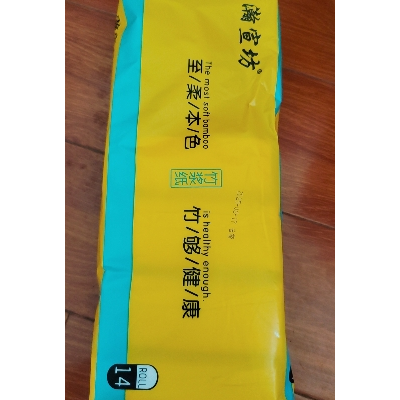 瀚宣坊®
The most soft bamboo
至/柔/本/色
竹浆纸
is healthy enough.
竹/够/健/康
ROLL
14